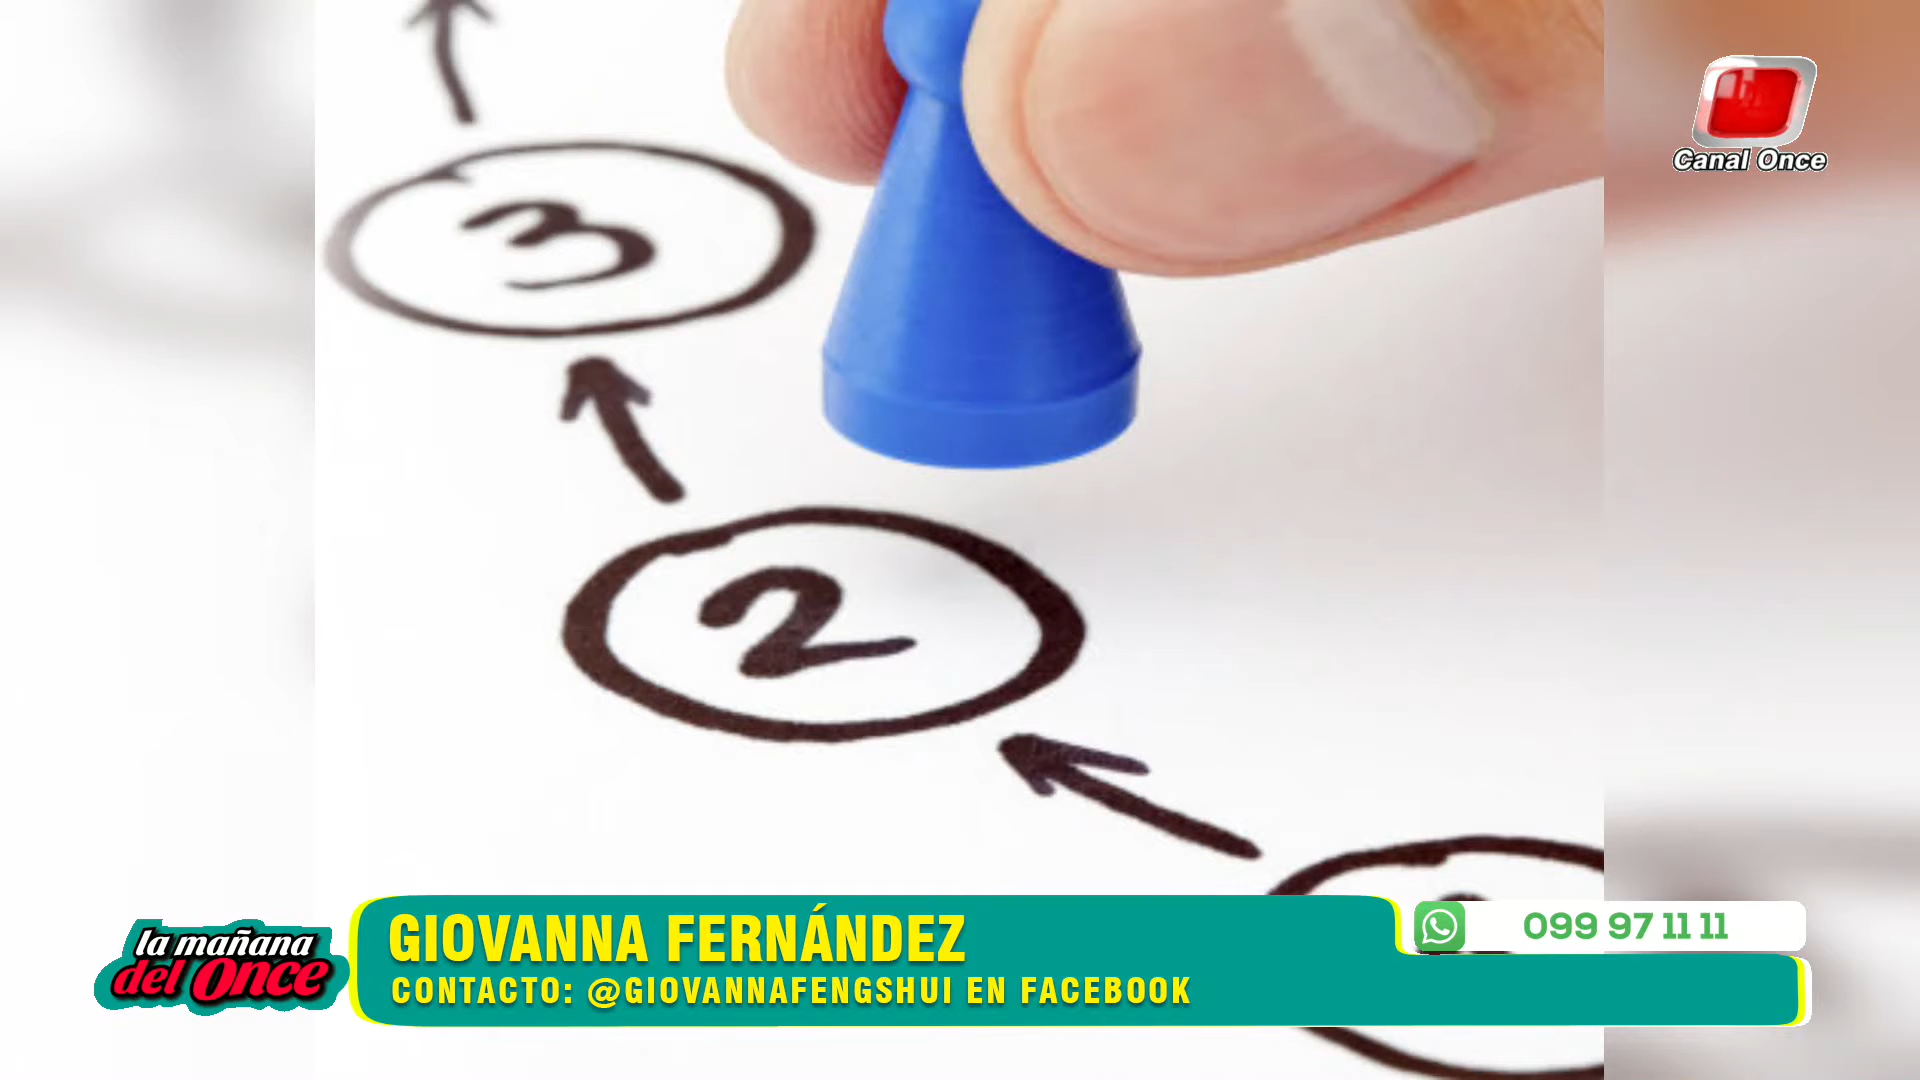 Canal Once
3
2
la mañana
del Once
GIOVANNA FERNÁNDEZ
CONTACTO: @GIOVANNAFENGSHUI EN FACEBOOK
099 97 11 11